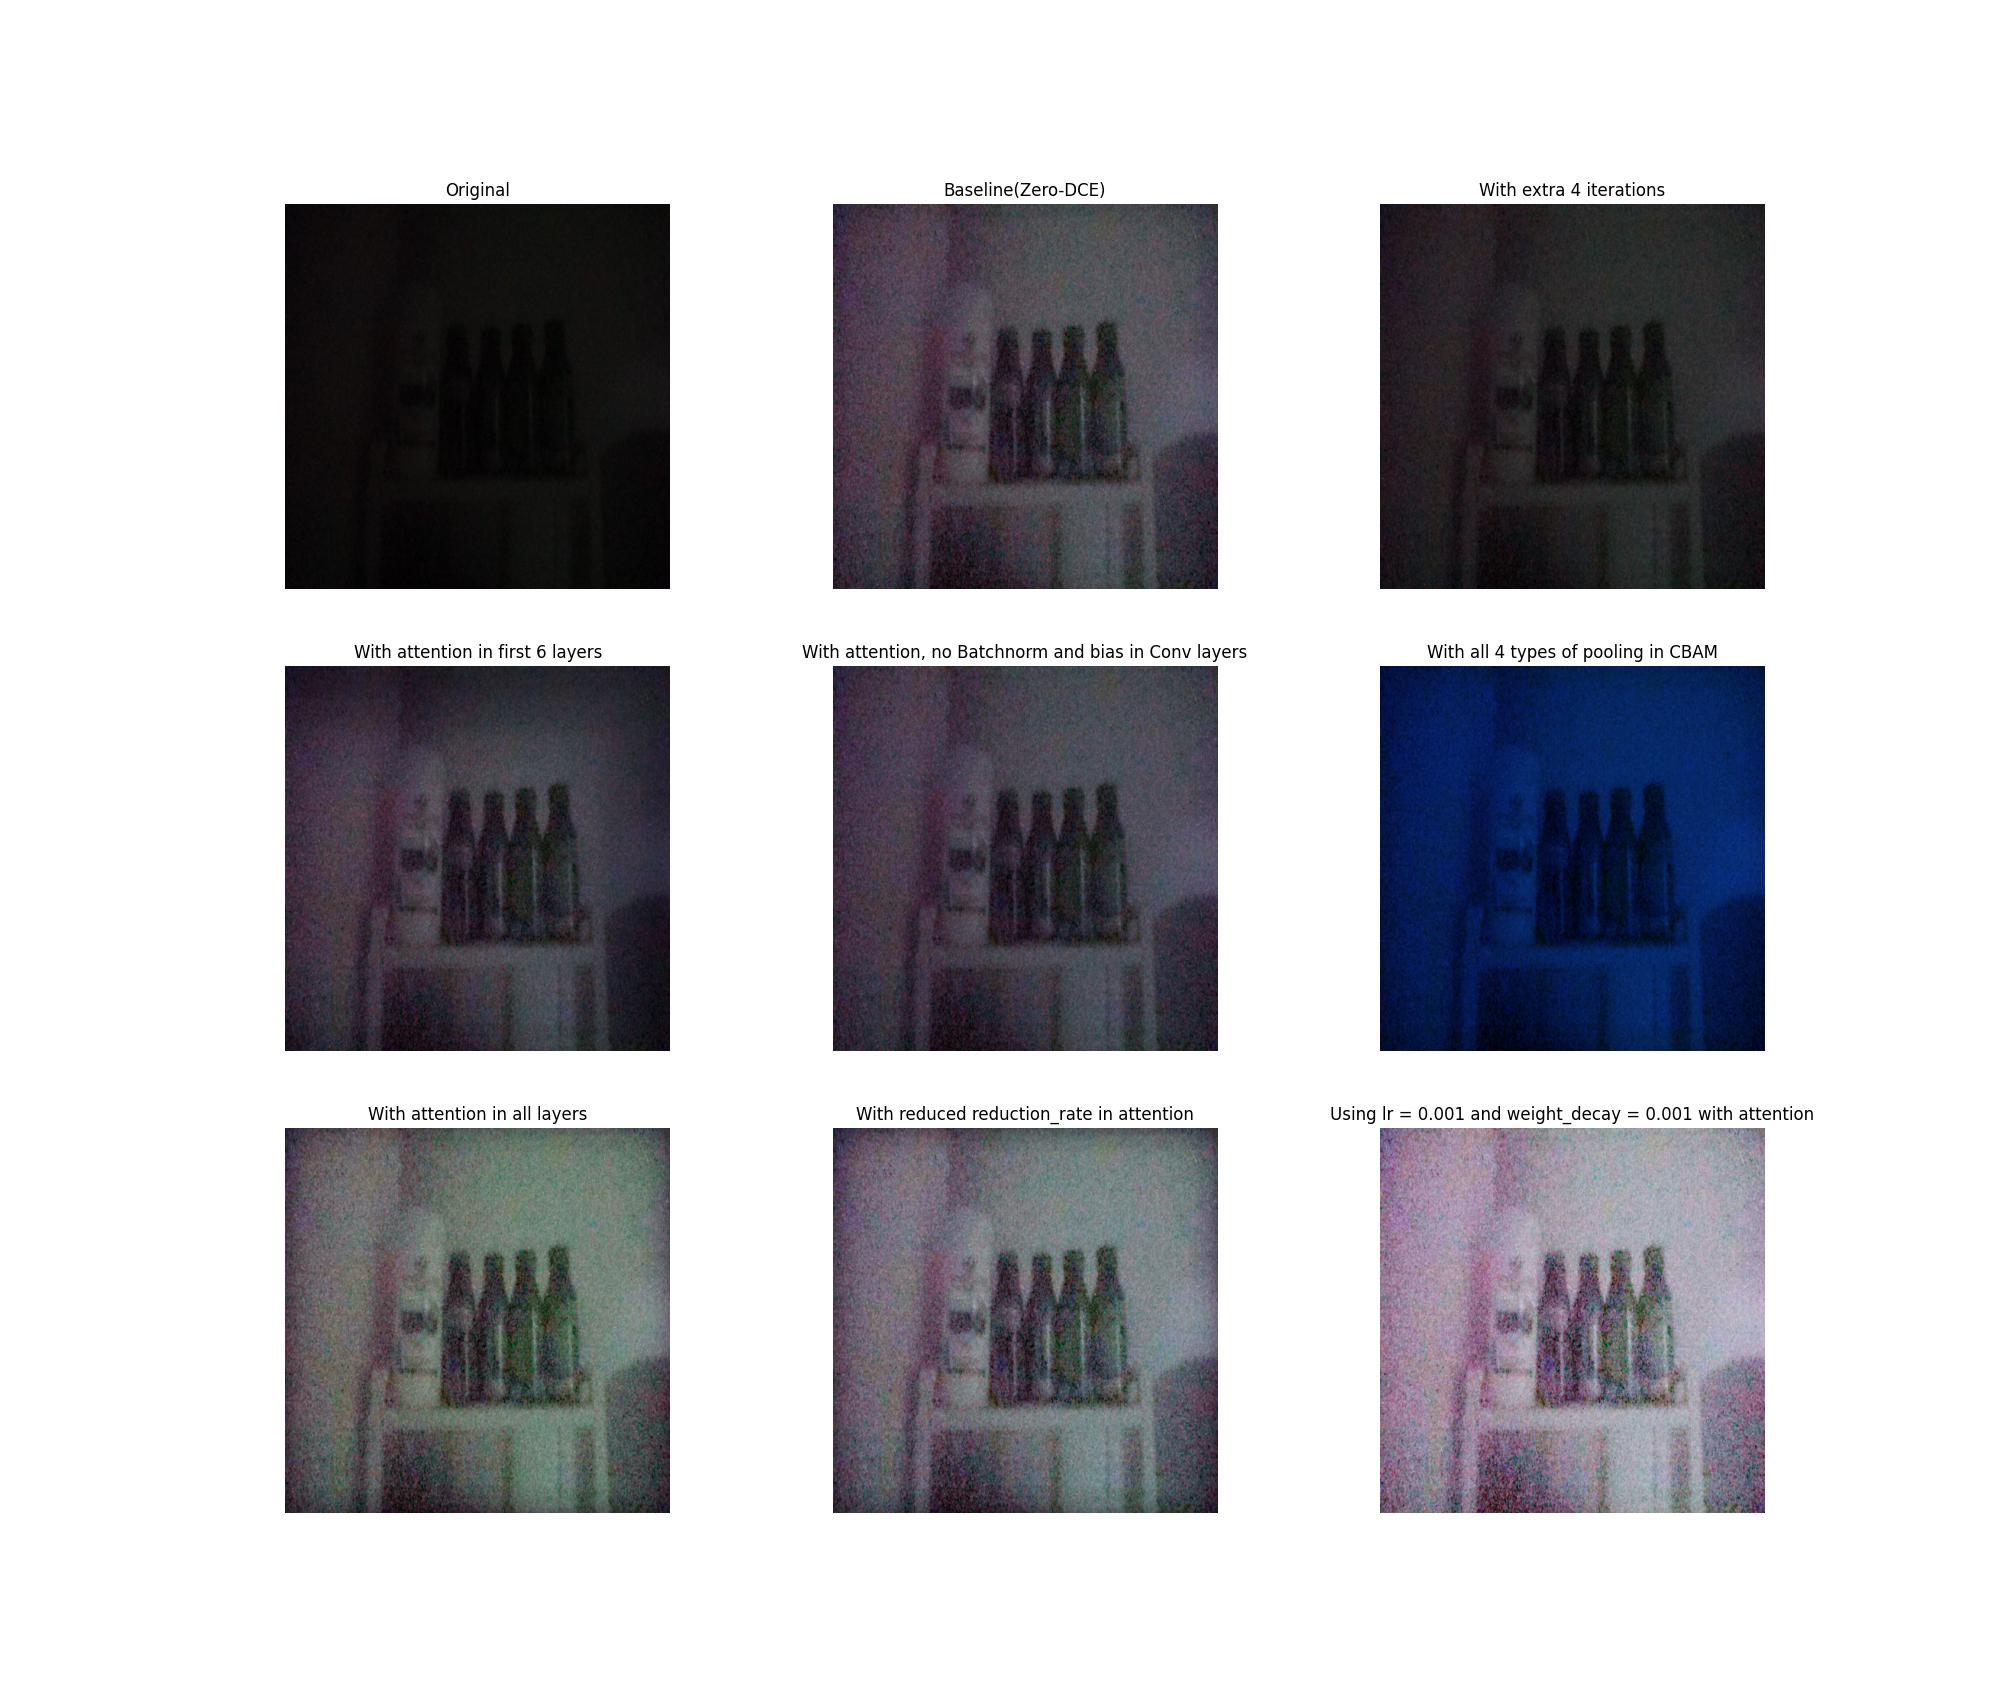 Original
Baseline(Zero-DCE)
With extra 4 iterations
With attention in first 6 layers
With attention, no Batchnorm and bias in Conv layers
With all 4 types of pooling in CBAM
With attention in all layers
With reduced reduction_rate in attention
Using lr = 0.001 and weight_decay = 0.001 with attention